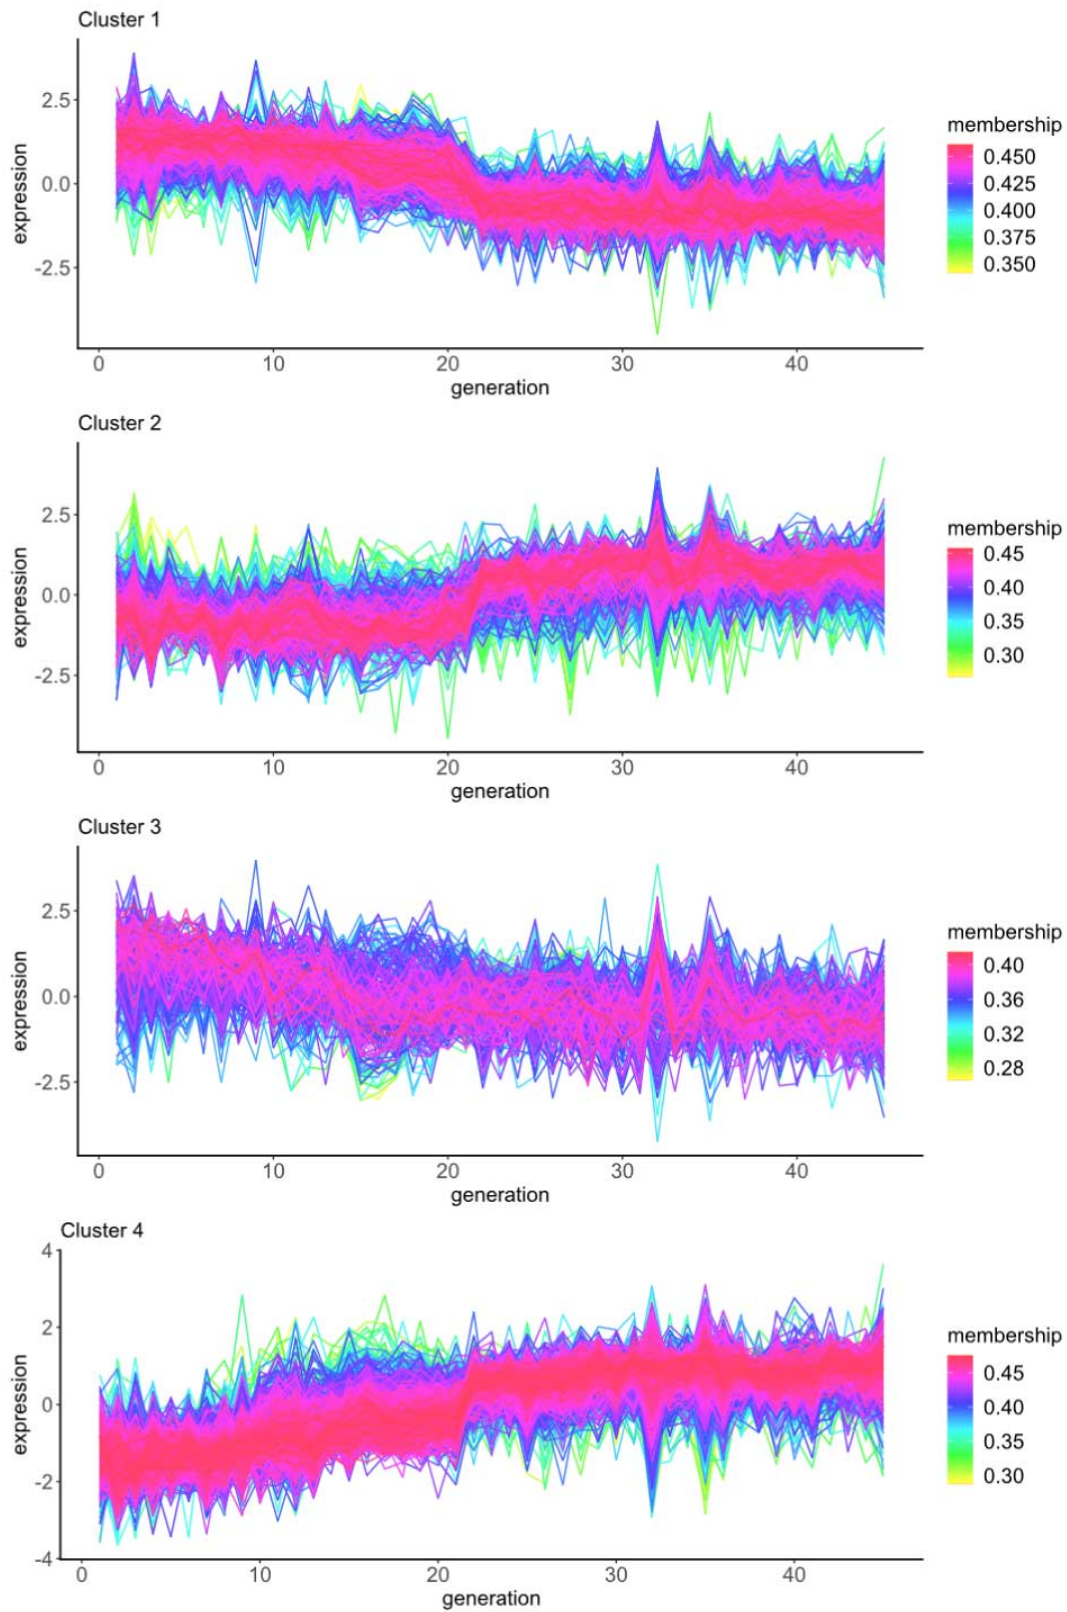 Cluster 1
expression
2.5
0.0
-2.5
0 10 20 30 40
generation
membership
0.450
0.425
0.400
0.375
0.350
Cluster 2
expression
2.5
0.0
-2.5
0 10 20 30 40
generation
membership
0.45
0.40
0.35
0.30
Cluster 3
expression
2.5
0.0
-2.5
0 10 20 30 40
generation
membership
0.40
0.36
0.32
0.28
Cluster 4
expression
4
2
0
-2
-4
0 10 20 30 40
generation
membership
0.45
0.40
0.35
0.30